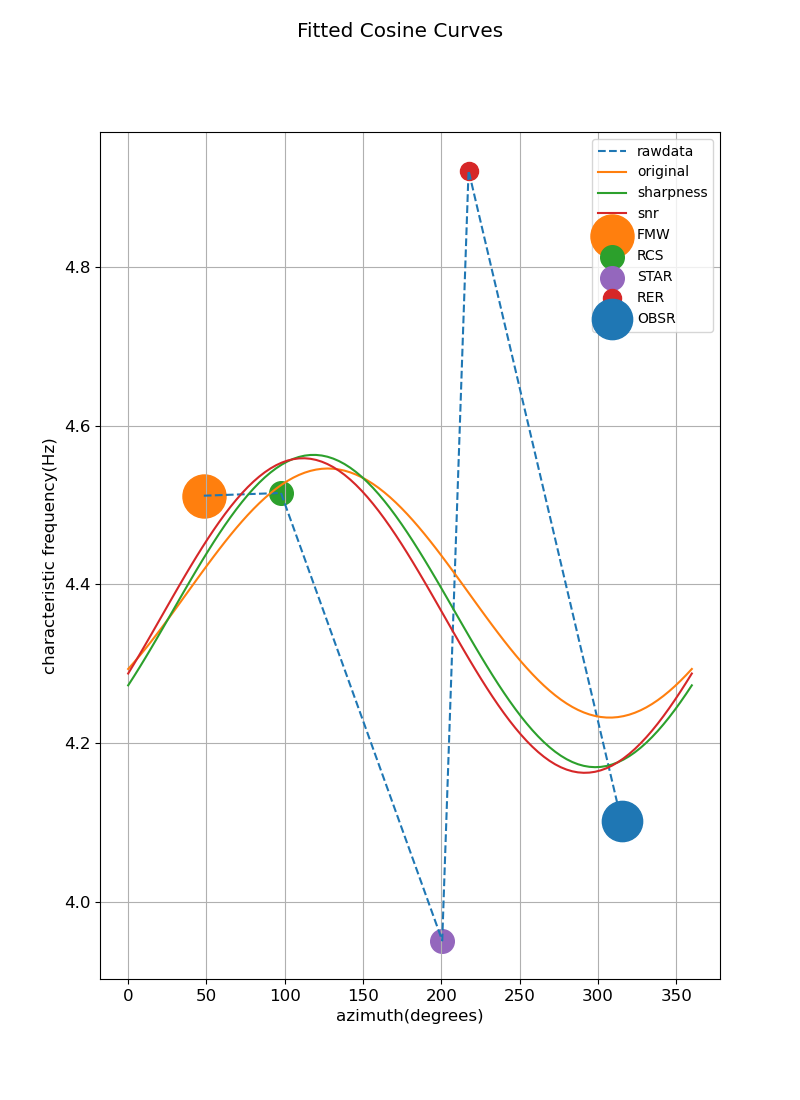 Fitted Cosine Curves
rawdata
original
sharpness
snr
FMW
RCS
STAR
RER
OBSR
characteristic frequency(Hz)
4.8
4.6
4.4
4.2
4.0
0 50 100 150 200 250 300 350
azimuth(degrees)